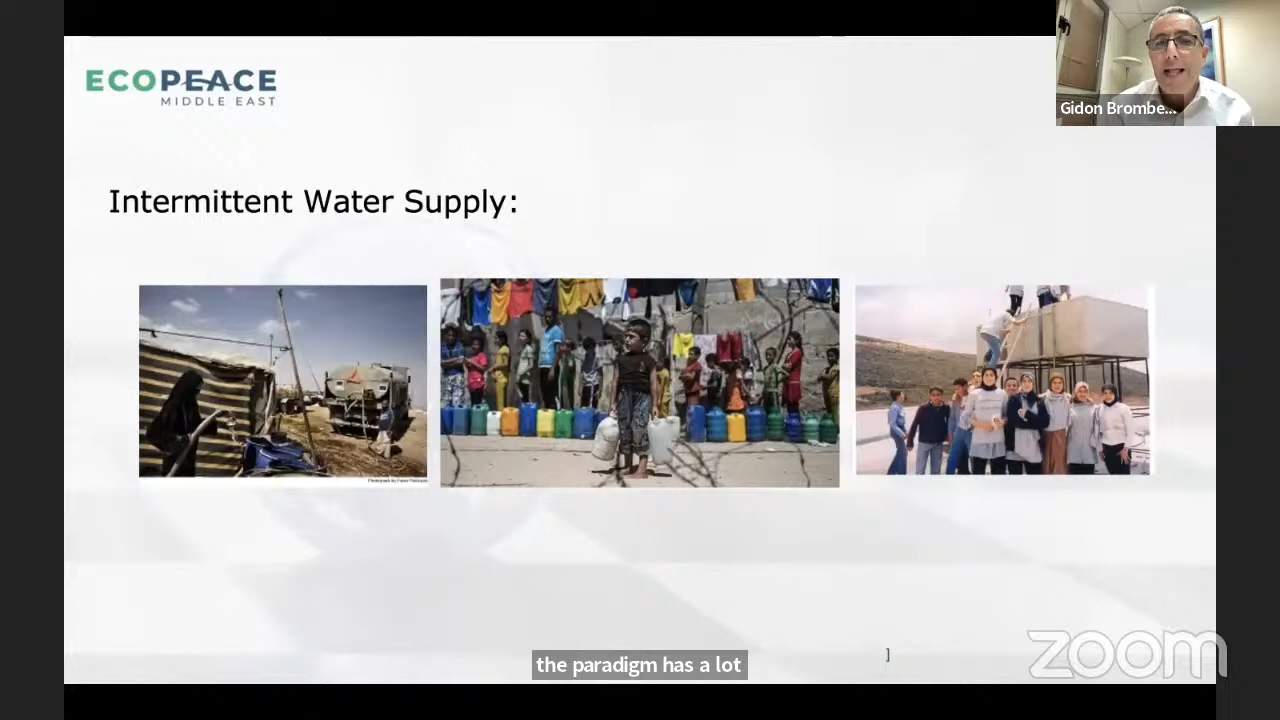 ECOPEACE
MIDDLE EAST
Gidon Brombe...
Intermittent Water Supply:
the paradigm has a lot
]
zoom